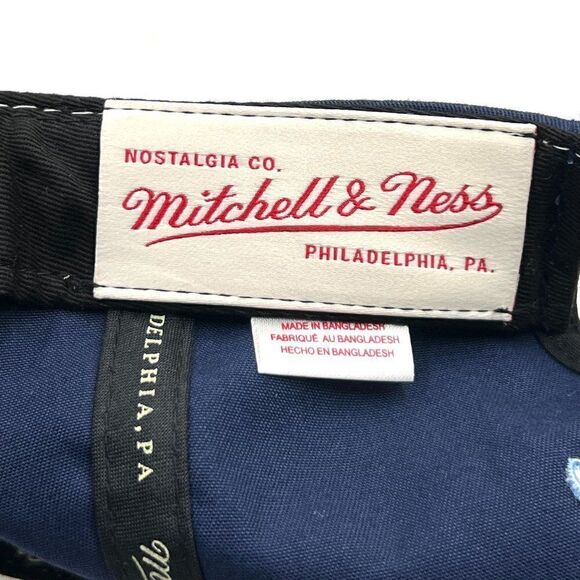 NOSTALGIA CO.
Mitchell & Ness
PHILADELPHIA, PA.
MADE IN BANGLADESH
FABRIQUÉ AU BANGLADESH
HECHO EN BANGLADESH
DELPHIA, PA